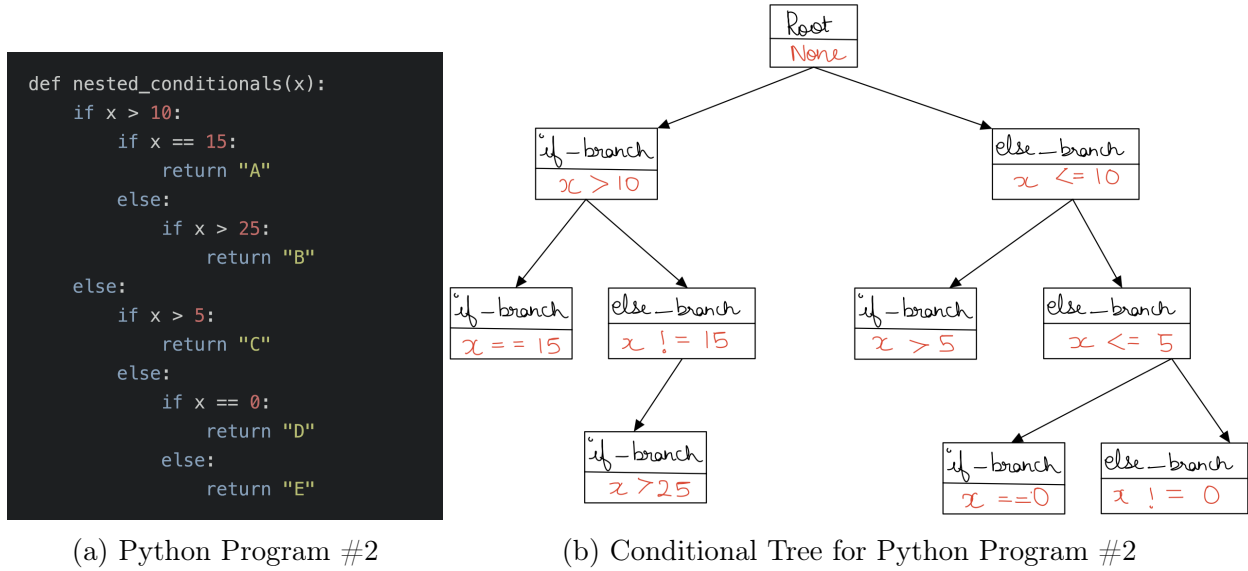 def nested_conditionals(x):
if x > 10:
if x == 15:
return "A"
else:
if x > 25:
return "B"
else:
if x > 5:
return "C"
else:
if x == 0:
return "D"
else:
return "E"
(a) Python Program #2
Root
None
if_branch
x > 10
else_branch
x <= 10
if_branch
x == 15
else_branch
x != 15
if_branch
x > 5
else_branch
x <= 5
if_branch
x > 25
if_branch
x == 0
else_branch
x != 0
(b) Conditional Tree for Python Program #2